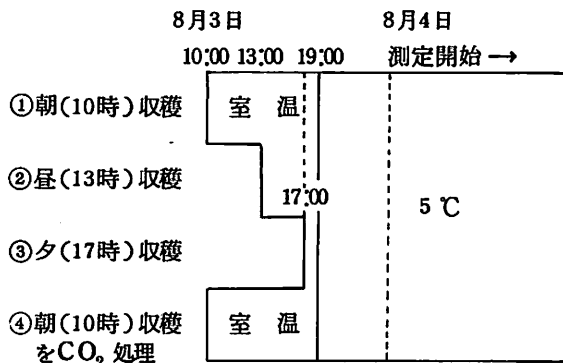 8月3日 8月4日
10:00 13:00 19:00 測定開始→
①朝(10時)収穫 室温
②昼(13時)収穫
17:00
5℃
③夕(17時)収穫
④朝(10時)収穫 室温
をCO₂処理